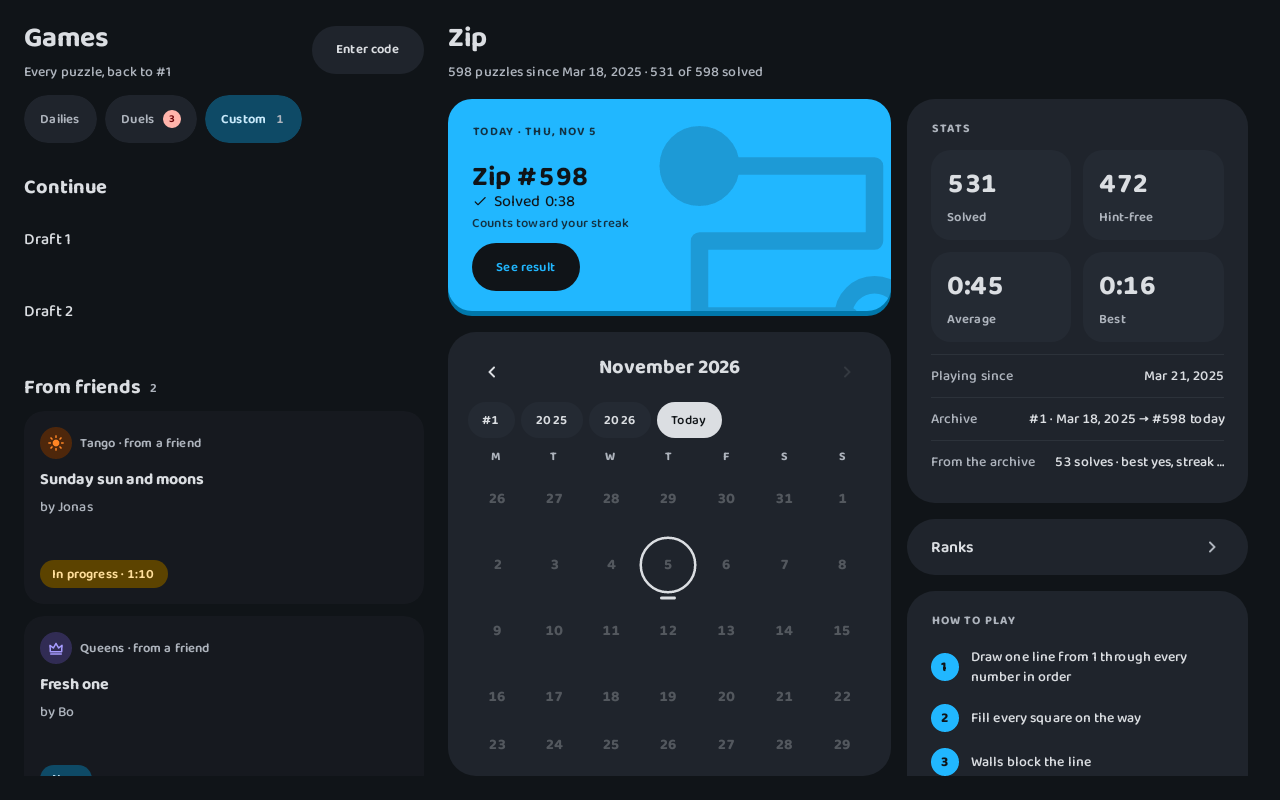 Games
Every puzzle, back to #1
Enter code
Dailies
Duels 3
Custom 1
Continue
Draft 1
Draft 2
From friends 2
Tango · from a friend
Sunday sun and moons
by Jonas
In progress · 1:10
Queens · from a friend
Fresh one
by Bo
Zip
598 puzzles since Mar 18, 2025 · 531 of 598 solved
TODAY · THU, NOV 5
Zip #598
Solved 0:38
Counts toward your streak
See result
November 2026
#1 2025 2026 Today
M T W T F S S
26 27 28 29 30 31 1
2 3 4 5 6 7 8
9 10 11 12 13 14 15
16 17 18 19 20 21 22
23 24 25 26 27 28 29
STATS
531
Solved
472
Hint-free
0:45
Average
0:16
Best
Playing since Mar 21, 2025
Archive #1 · Mar 18, 2025 → #598 today
From the archive 53 solves · best yes, streak …
Ranks
HOW TO PLAY
1 Draw one line from 1 through every
number in order
2 Fill every square on the way
3 Walls block the line